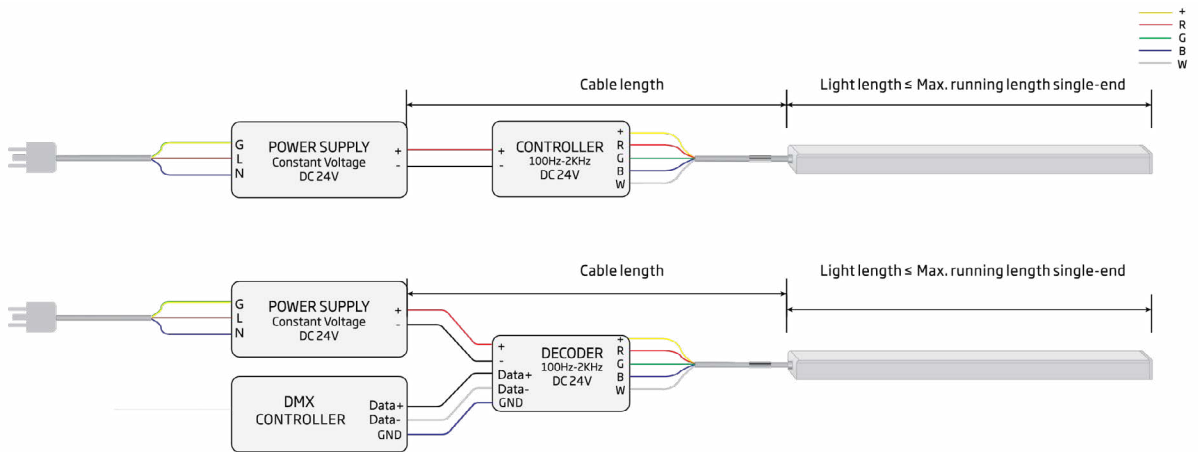 +
R
G
B
W
Cable length
Light length ≤ Max. running length single-end
G
L
N
POWER SUPPLY
Constant Voltage
DC 24V
+
-
+
-
CONTROLLER
100Hz-2KHz
DC 24V
+
R
G
B
W
Cable length
Light length ≤ Max. running length single-end
G
L
N
POWER SUPPLY
Constant Voltage
DC 24V
+
-
+
-
Data+
Data-
GND
DECODER
100Hz-2KHz
DC 24V
+
R
G
B
W
DMX
CONTROLLER
Data+
Data-
GND